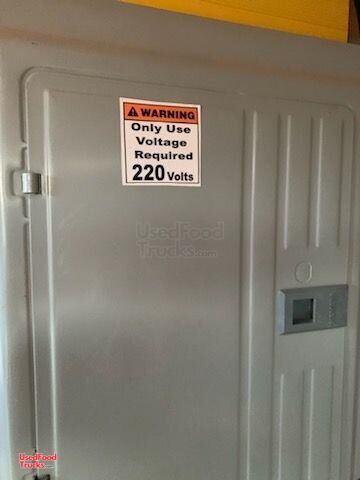 WARNING
Only Use
Voltage
Required
220 Volts
UsedFood
Trucks.com
UsedFood
Trucks.com